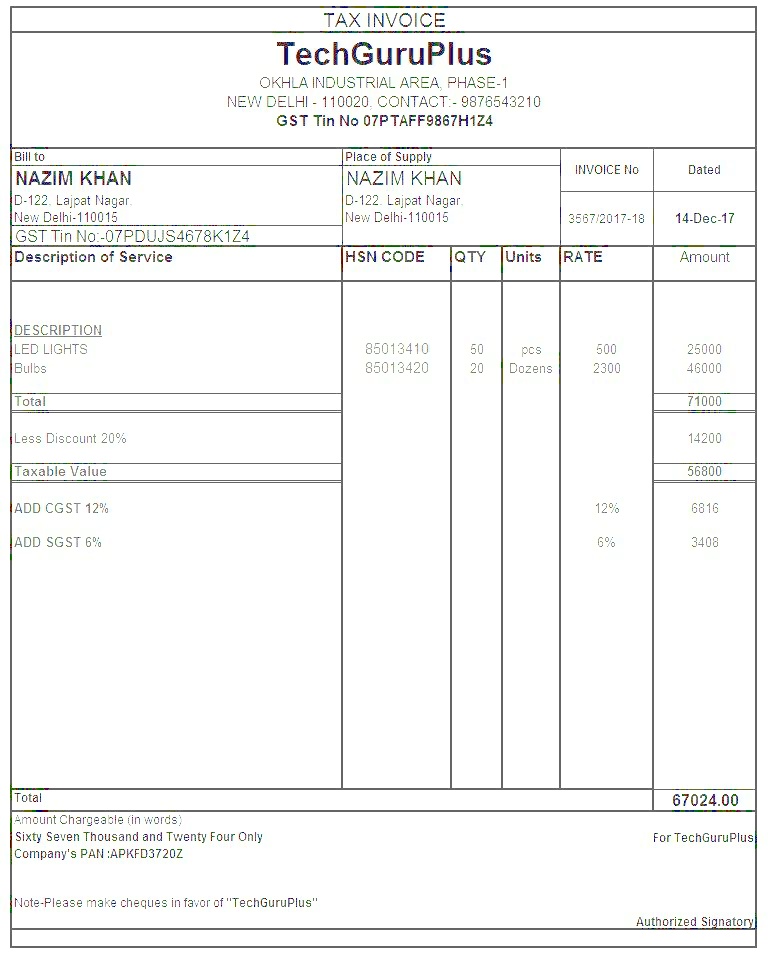 TAX INVOICE
TechGuruPlus
OKHLA INDUSTRIAL AREA, PHASE-1
NEW DELHI - 110020. CONTACT:- 9876543210
GST Tin No 07PTAFF9867H1Z4
Bill to Place of Supply INVOICE No Dated
NAZIM KHAN NAZIM KHAN
D-122. Lajpat Nagar. D-122. Lajpat Nagar.
New Delhi-110015 New Delhi-110015 3567/2017-18 14-Dec-17
GST Tin No:-07PDUJS4678K1Z4
Description of Service HSN CODE QTY Units RATE Amount
DESCRIPTION
LED LIGHTS 85013410 50 pcs 500 25000
Bulbs 85013420 20 Dozens 2300 46000
Total 71000
Less Discount 20% 14200
Taxable Value 56800
ADD CGST 12% 12% 6816
ADD SGST 6% 6% 3408
Total 67024.00
Amount Chargeable (in words)
Sixty Seven Thousand and Twenty Four Only For TechGuruPlus
Company's PAN :APKFD3720Z
Note-Please make cheques in favor of "TechGuruPlus"
Authorized Signatory